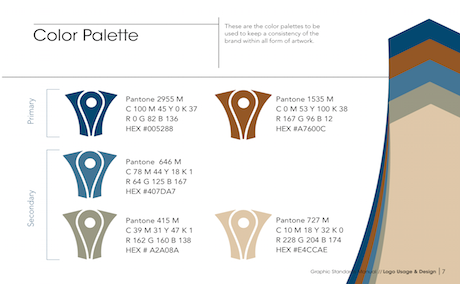 Color Palette
These are the color palettes to be
used to keep a consistency of the
brand within all form of artwork.
Primary
Pantone 2955 M
C 100 M 45 Y 0 K 37
R 0 G 82 B 136
HEX #005288
Pantone 1535 M
C 0 M 53 Y 100 K 38
R 167 G 96 B 12
HEX #A7600C
Secondary
Pantone 646 M
C 78 M 44 Y 18 K 1
R 64 G 125 B 167
HEX #407DA7
Pantone 415 M
C 39 M 31 Y 47 K 1
R 162 G 160 B 138
HEX # A2A08A
Pantone 727 M
C 10 M 18 Y 32 K 0
R 228 G 204 B 174
HEX #E4CCAE
Graphic Standards Manual // Logo Usage & Design | 7